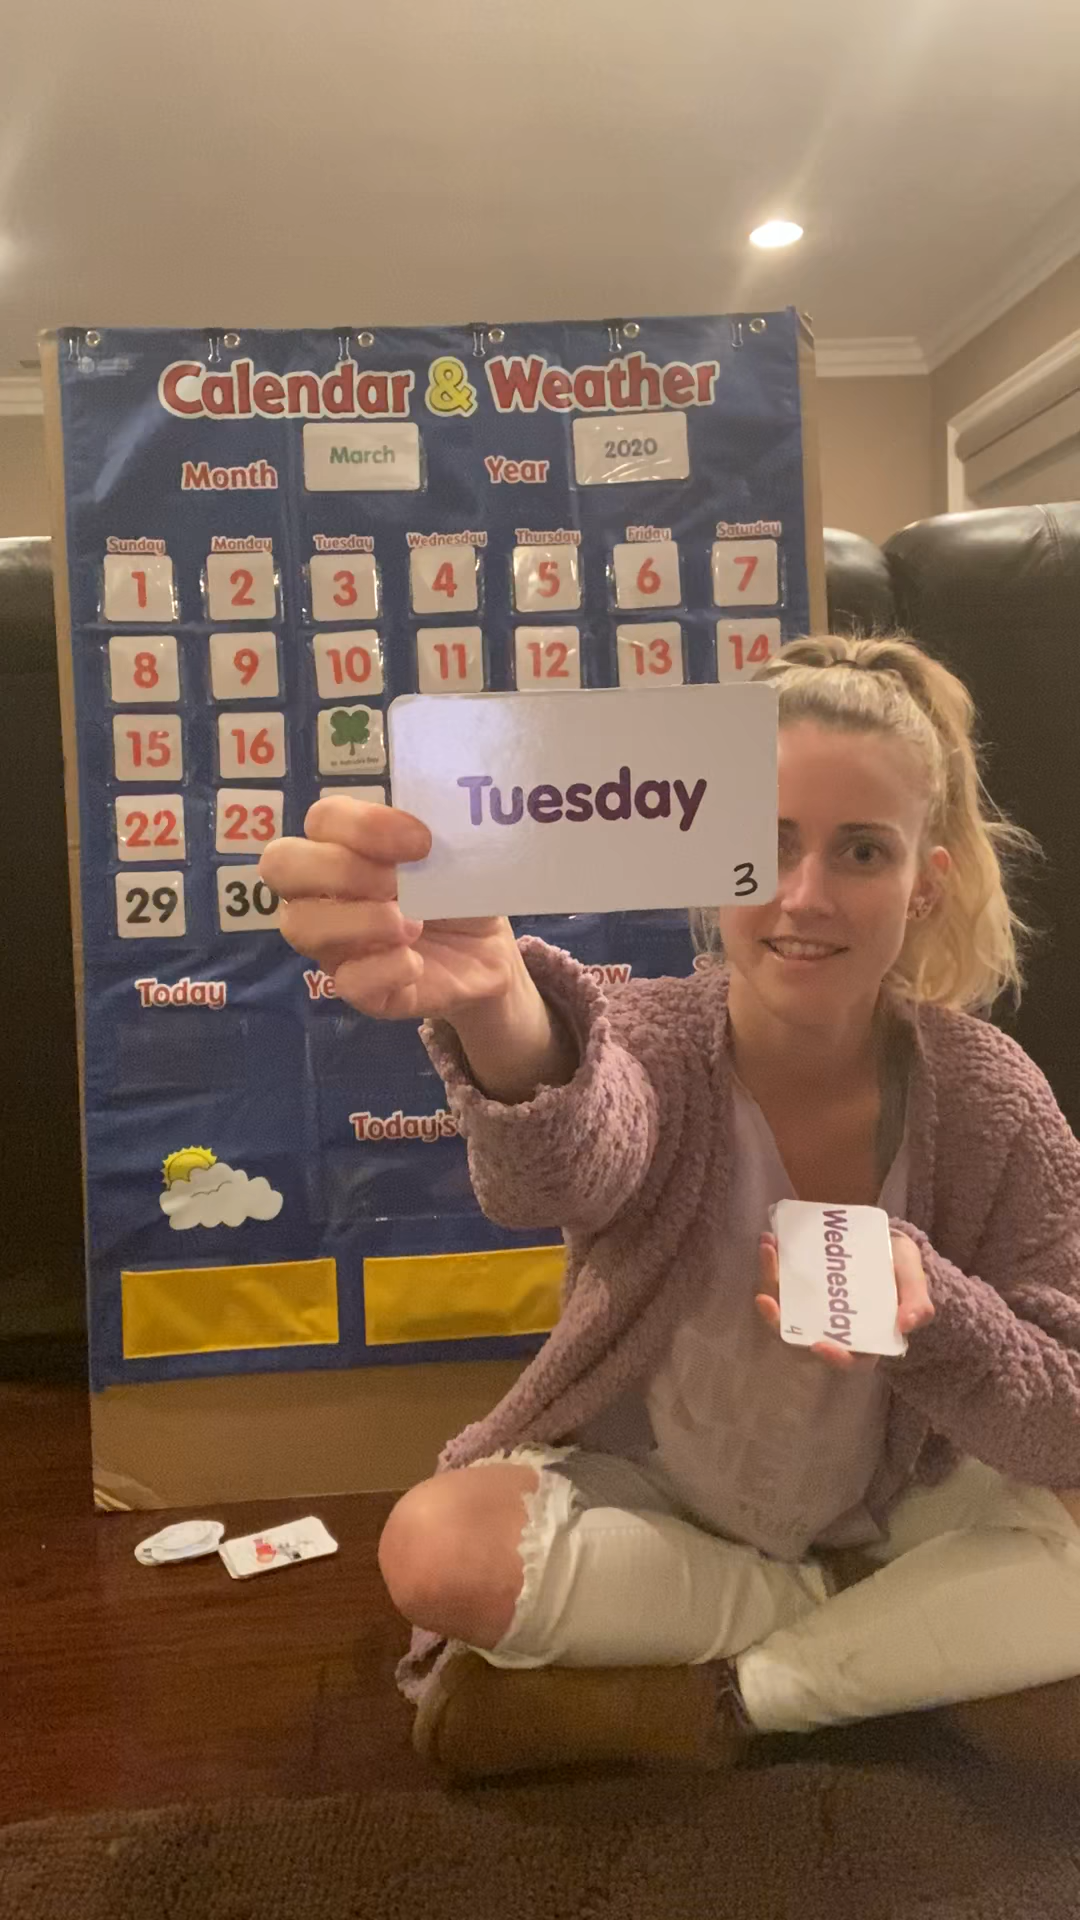 Calendar & Weather
Month March Year 2020
Sunday Monday Tuesday Wednesday Thursday Friday Saturday
1 2 3 4 5 6 7
8 9 10 11 12 13 14
15 16
22 23
29 30
Tuesday
3
Today
Today's
Wednesday
4